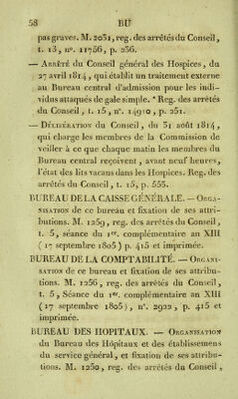 58 BU
pas graves. M. 2031, reg. des arrêtés du Conseil,
t. 13, nº. 11756, p. 236.
— Arrêté du Conseil général des Hospices, du
27 avril 1814, qui établit un traitement externe
au Bureau central d'admission pour les indi-
vidus attaqués de gale simple. * Reg. des arrêtés
du Conseil, t. 15, nº. 14910, p. 251.
— Délibération du Conseil, du 31 août 1814,
qui charge les membres de la Commission de
veiller à ce que chaque matin les membres du
Bureau central reçoivent, avant neuf heures,
l'état des lits vacans dans les Hospices. Reg. des
arrêtés du Conseil, t. 15, p. 555.
BUREAU DE LA CAISSE GÉNÉRALE. — Orga-
nisation de ce bureau et fixation de ses attri-
butions. M. 1259, reg. des arrêtés du Conseil,
t. 5, séance du 1er. complémentaire an XIII
( 17 septembre 1805 ) p. 415 et imprimée.
BUREAU DE LA COMPTABILITÉ. — Organi-
sation de ce bureau et fixation de ses attribu-
tions. M. 1256, reg. des arrêtés du Conseil,
t. 5, Séance du 1er. complémentaire an XIII
(17 septembre 1805), nº. 2922, p. 415 et
imprimée.
BUREAU DES HOPITAUX. — Organisation
du Bureau des Hôpitaux et des établissemens
du service général, et fixation de ses attribu-
tions. M. 1252, reg. des arrêtés du Conseil,